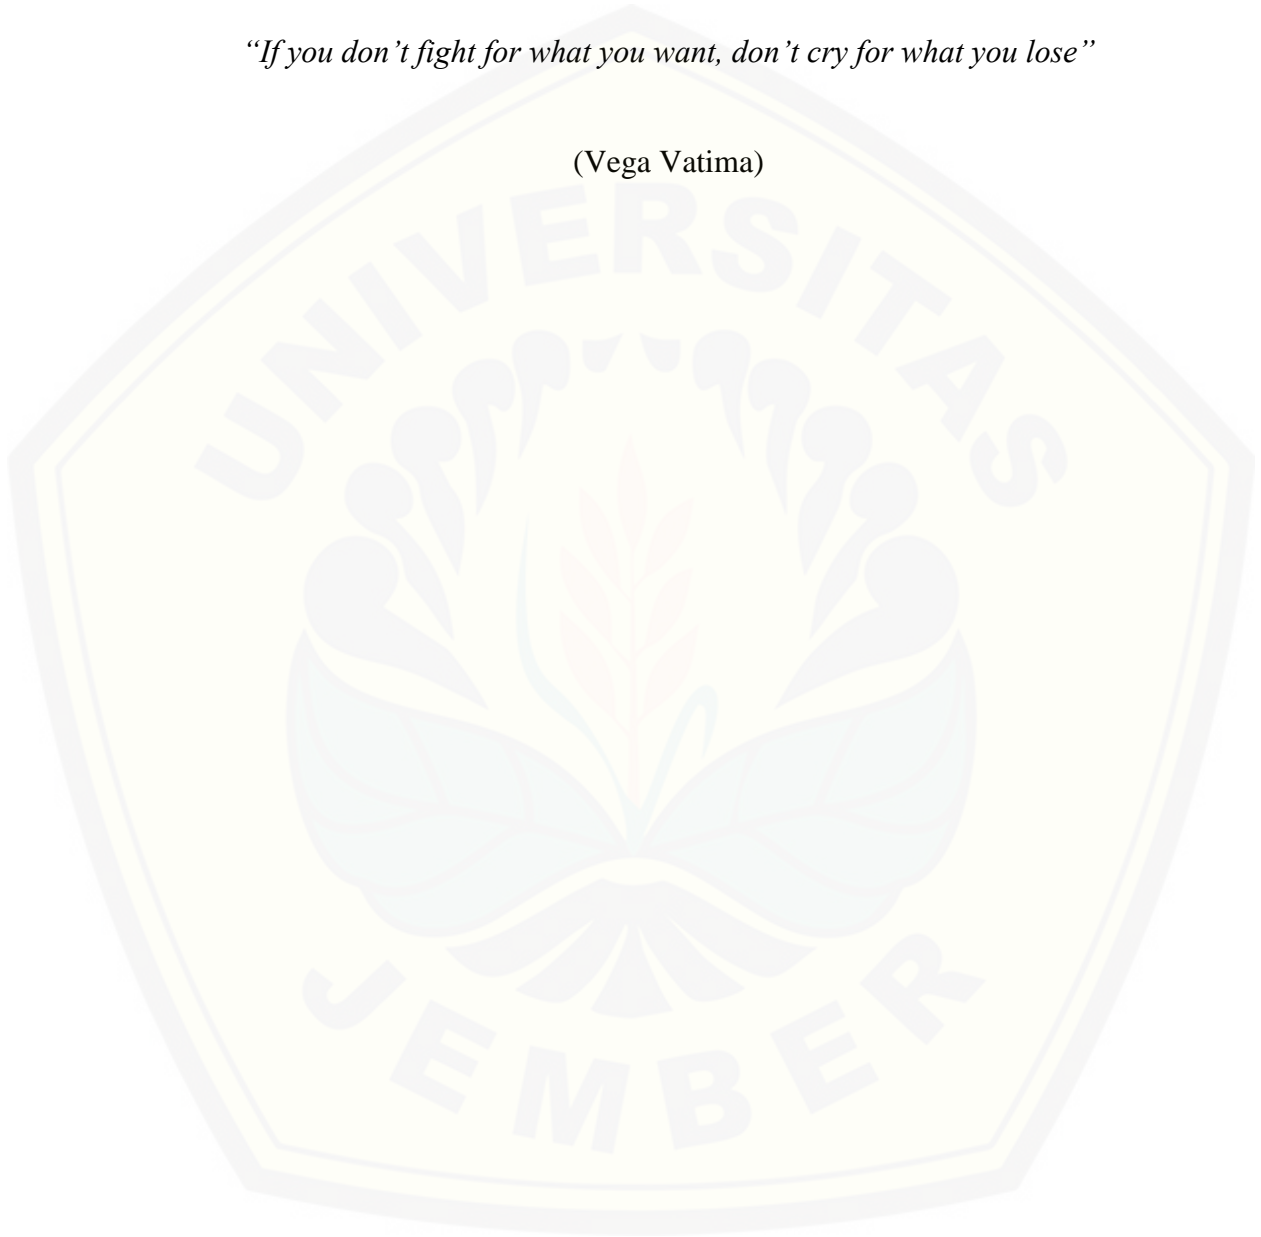 “If you don’t fight for what you want, don’t cry for what you lose”
(Vega Vatima)
UNIVERSITAS
JEMBER